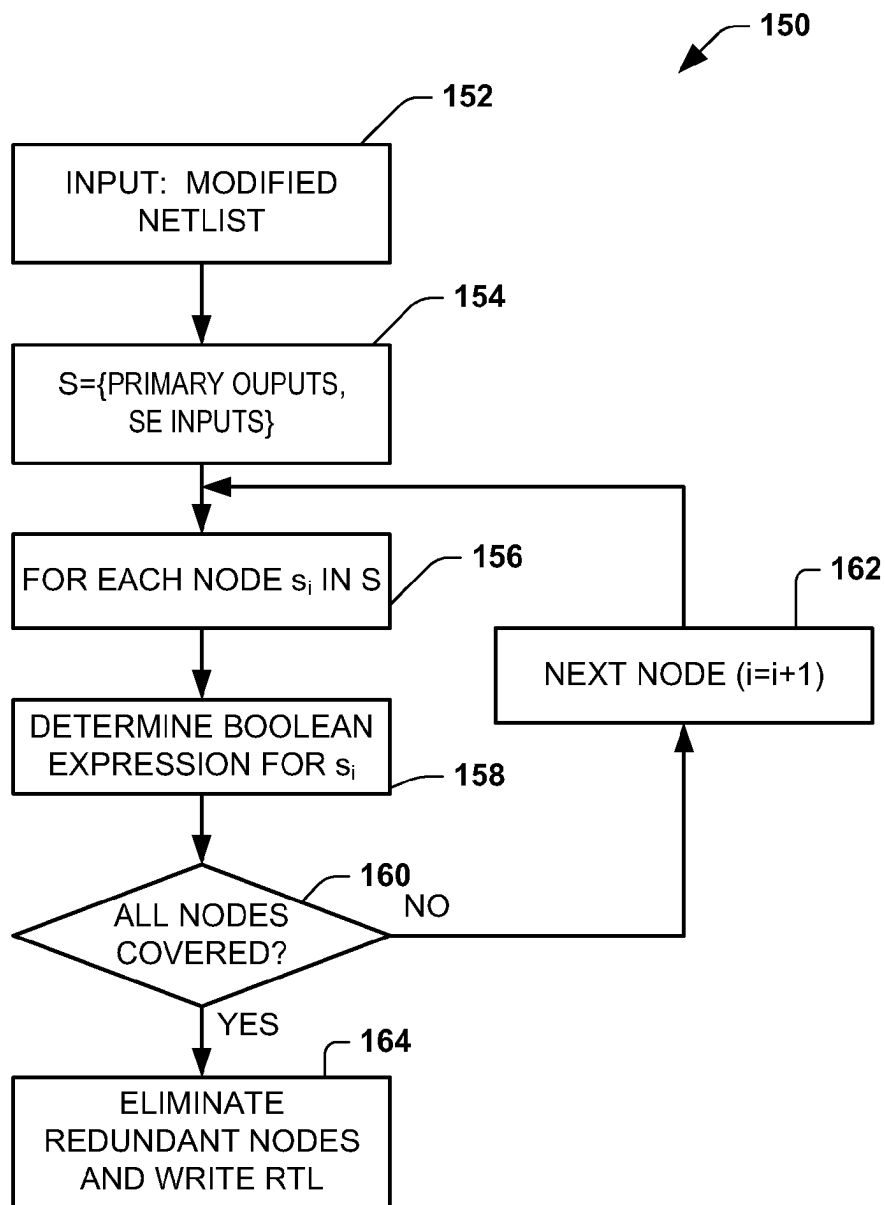 150
152
INPUT: MODIFIED
NETLIST
154
S={PRIMARY OUPUTS,
SE INPUTS}
FOR EACH NODE sᵢ IN S
156
162
NEXT NODE (i=i+1)
DETERMINE BOOLEAN
EXPRESSION FOR sᵢ
158
160
ALL NODES
COVERED?
NO
YES
164
ELIMINATE
REDUNDANT NODES
AND WRITE RTL